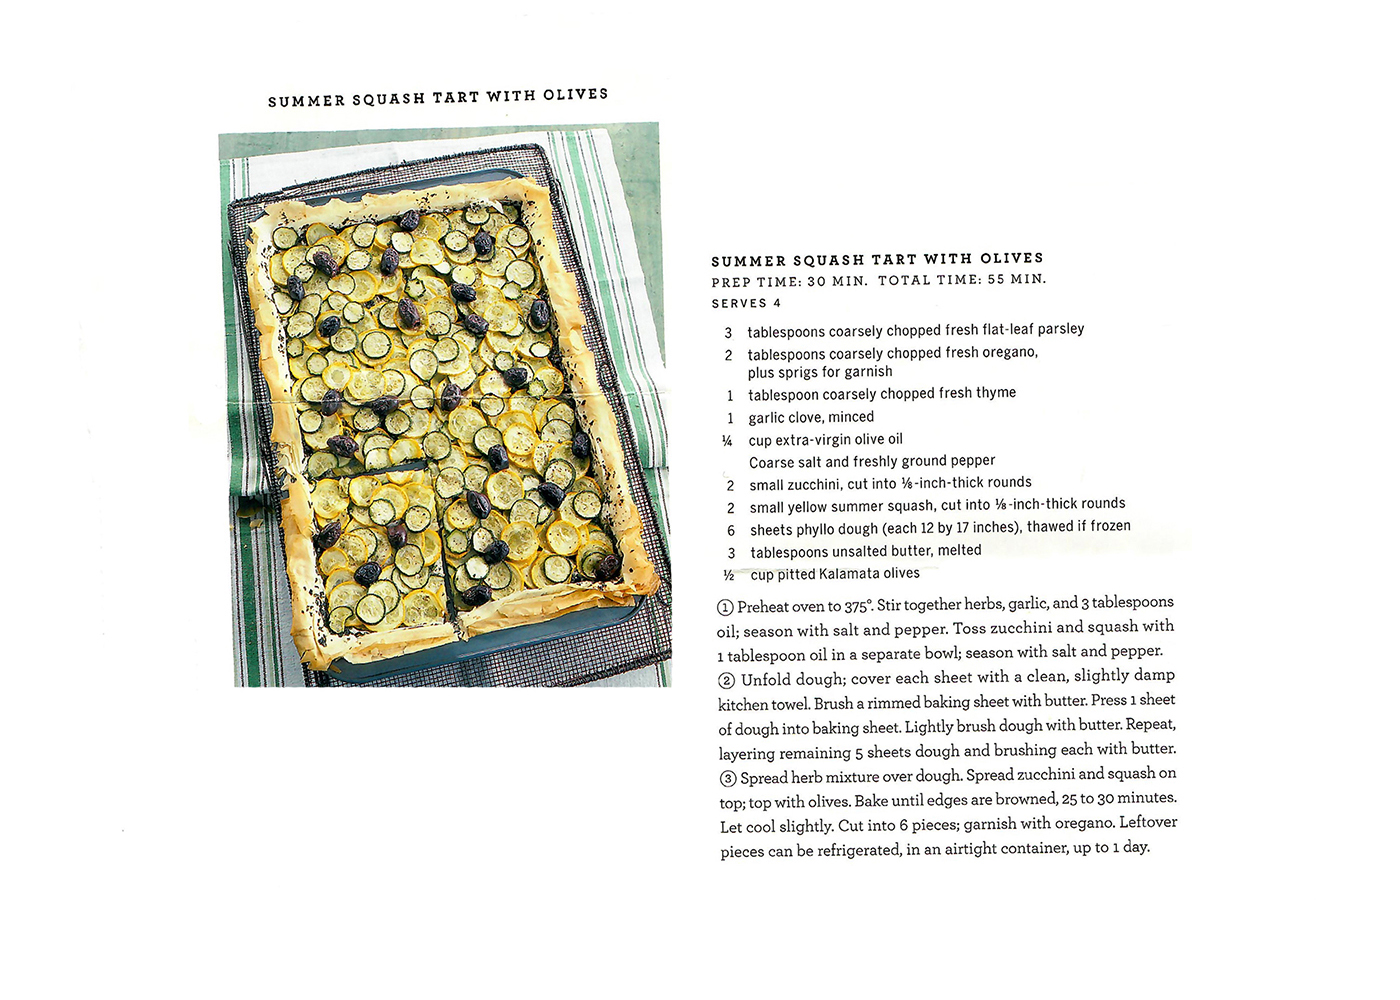 SUMMER SQUASH TART WITH OLIVES
SUMMER SQUASH TART WITH OLIVES
PREP TIME: 30 MIN. TOTAL TIME: 55 MIN.
SERVES 4
3 tablespoons coarsely chopped fresh flat-leaf parsley
2 tablespoons coarsely chopped fresh oregano,
plus sprigs for garnish
1 tablespoon coarsely chopped fresh thyme
1 garlic clove, minced
¼ cup extra-virgin olive oil
Coarse salt and freshly ground pepper
2 small zucchini, cut into ⅛-inch-thick rounds
2 small yellow summer squash, cut into ⅛-inch-thick rounds
6 sheets phyllo dough (each 12 by 17 inches), thawed if frozen
3 tablespoons unsalted butter, melted
½ cup pitted Kalamata olives
① Preheat oven to 375°. Stir together herbs, garlic, and 3 tablespoons
oil; season with salt and pepper. Toss zucchini and squash with
1 tablespoon oil in a separate bowl; season with salt and pepper.
② Unfold dough; cover each sheet with a clean, slightly damp
kitchen towel. Brush a rimmed baking sheet with butter. Press 1 sheet
of dough into baking sheet. Lightly brush dough with butter. Repeat,
layering remaining 5 sheets dough and brushing each with butter.
③ Spread herb mixture over dough. Spread zucchini and squash on
top; top with olives. Bake until edges are browned, 25 to 30 minutes.
Let cool slightly. Cut into 6 pieces; garnish with oregano. Leftover
pieces can be refrigerated, in an airtight container, up to 1 day.